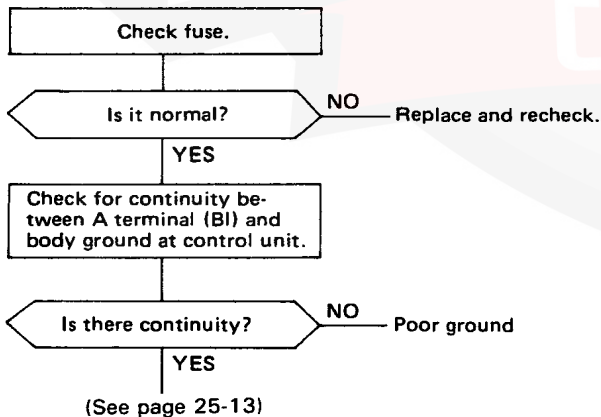 Check fuse.
Is it normal?
NO
Replace and recheck.
YES
Check for continuity be-
tween A terminal (BI) and
body ground at control unit.
Is there continuity?
NO
Poor ground
YES
(See page 25-13)